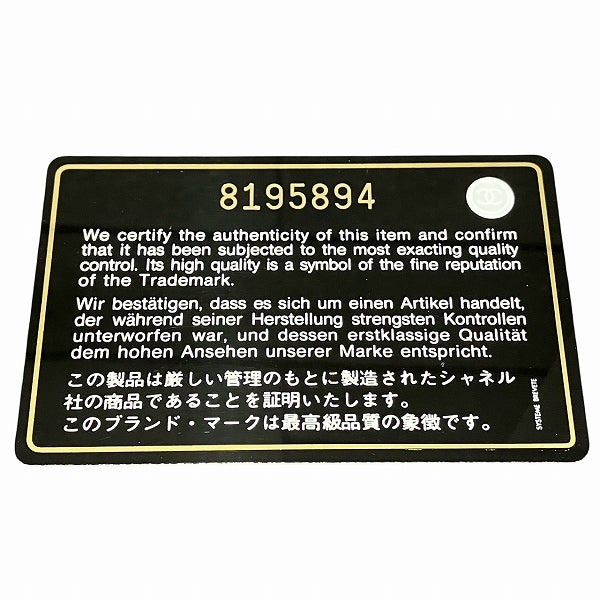 8195894
We certify the authenticity of this item and confirm
that it has been subjected to the most exacting quality
control. Its high quality is a symbol of the fine reputation
of the Trademark.
Wir bestätigen, dass es sich um einen Artikel handelt,
der während seiner Herstellung strengsten Kontrollen
unterworfen war, und dessen erstklassige Qualität
dem hohen Ansehen unserer Marke entspricht.
この製品は厳しい管理のもとに製造されたシャネル
社の商品であることを証明いたします。
このブランド・マークは最高級品質の象徴です。
SYSTEME BREVETE